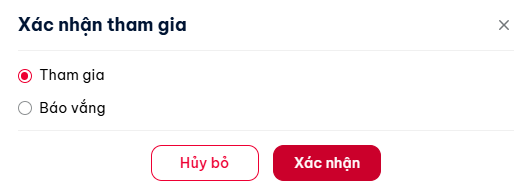 Xác nhận tham gia
Tham gia
Báo vắng
Hủy bỏ
Xác nhận